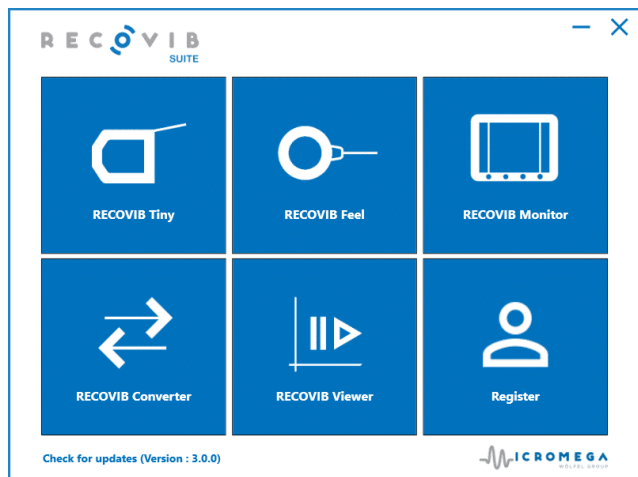 RECOVIB
SUITE
RECOVIB Tiny
RECOVIB Feel
RECOVIB Monitor
RECOVIB Converter
RECOVIB Viewer
Register
Check for updates (Version : 3.0.0)
MICROMEGA
WÖLFEL GROUP